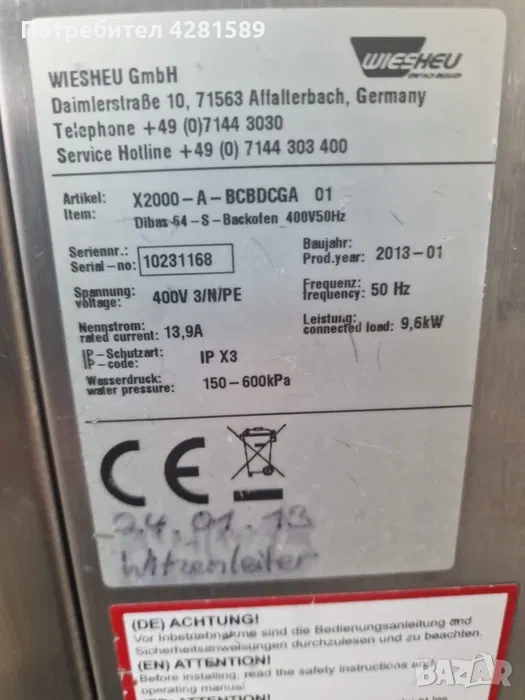 Потребител 4281589
WIESHEU
WIESHEU GmbH
Daimlerstraße 10, 71563 Affalterbach, Germany
Telephone +49 (0)7144 3030
Service Hotline +49 (0) 7144 303 400
Artikel: X2000-A-BCBDCGA 01
Item: Dibas 64-S-Backofen_400V50Hz
Seriennr.: Baujahr:
Serial-no: 10231168 Prod.year: 2013-01
Spannung: Frequenz:
voltage: 400V 3/N/PE frequency: 50 Hz
Nennstrom: Leistung:
rated current: 13,9A connected load: 9,6kW
IP-Schutzart:
IP-code: IP X3
Wasserdruck:
water pressure: 150-600kPa
CE
24.01.13
Witzenleiter
(DE) ACHTUNG!
Vor Inbetriebnahme sind die Bedienungsanleitung und
Sicherheitsanweisungen durchzulesen und zu beachten.
(EN) ATTENTION!
Before installing, read the safety instructions and
operating manual
BAZAR